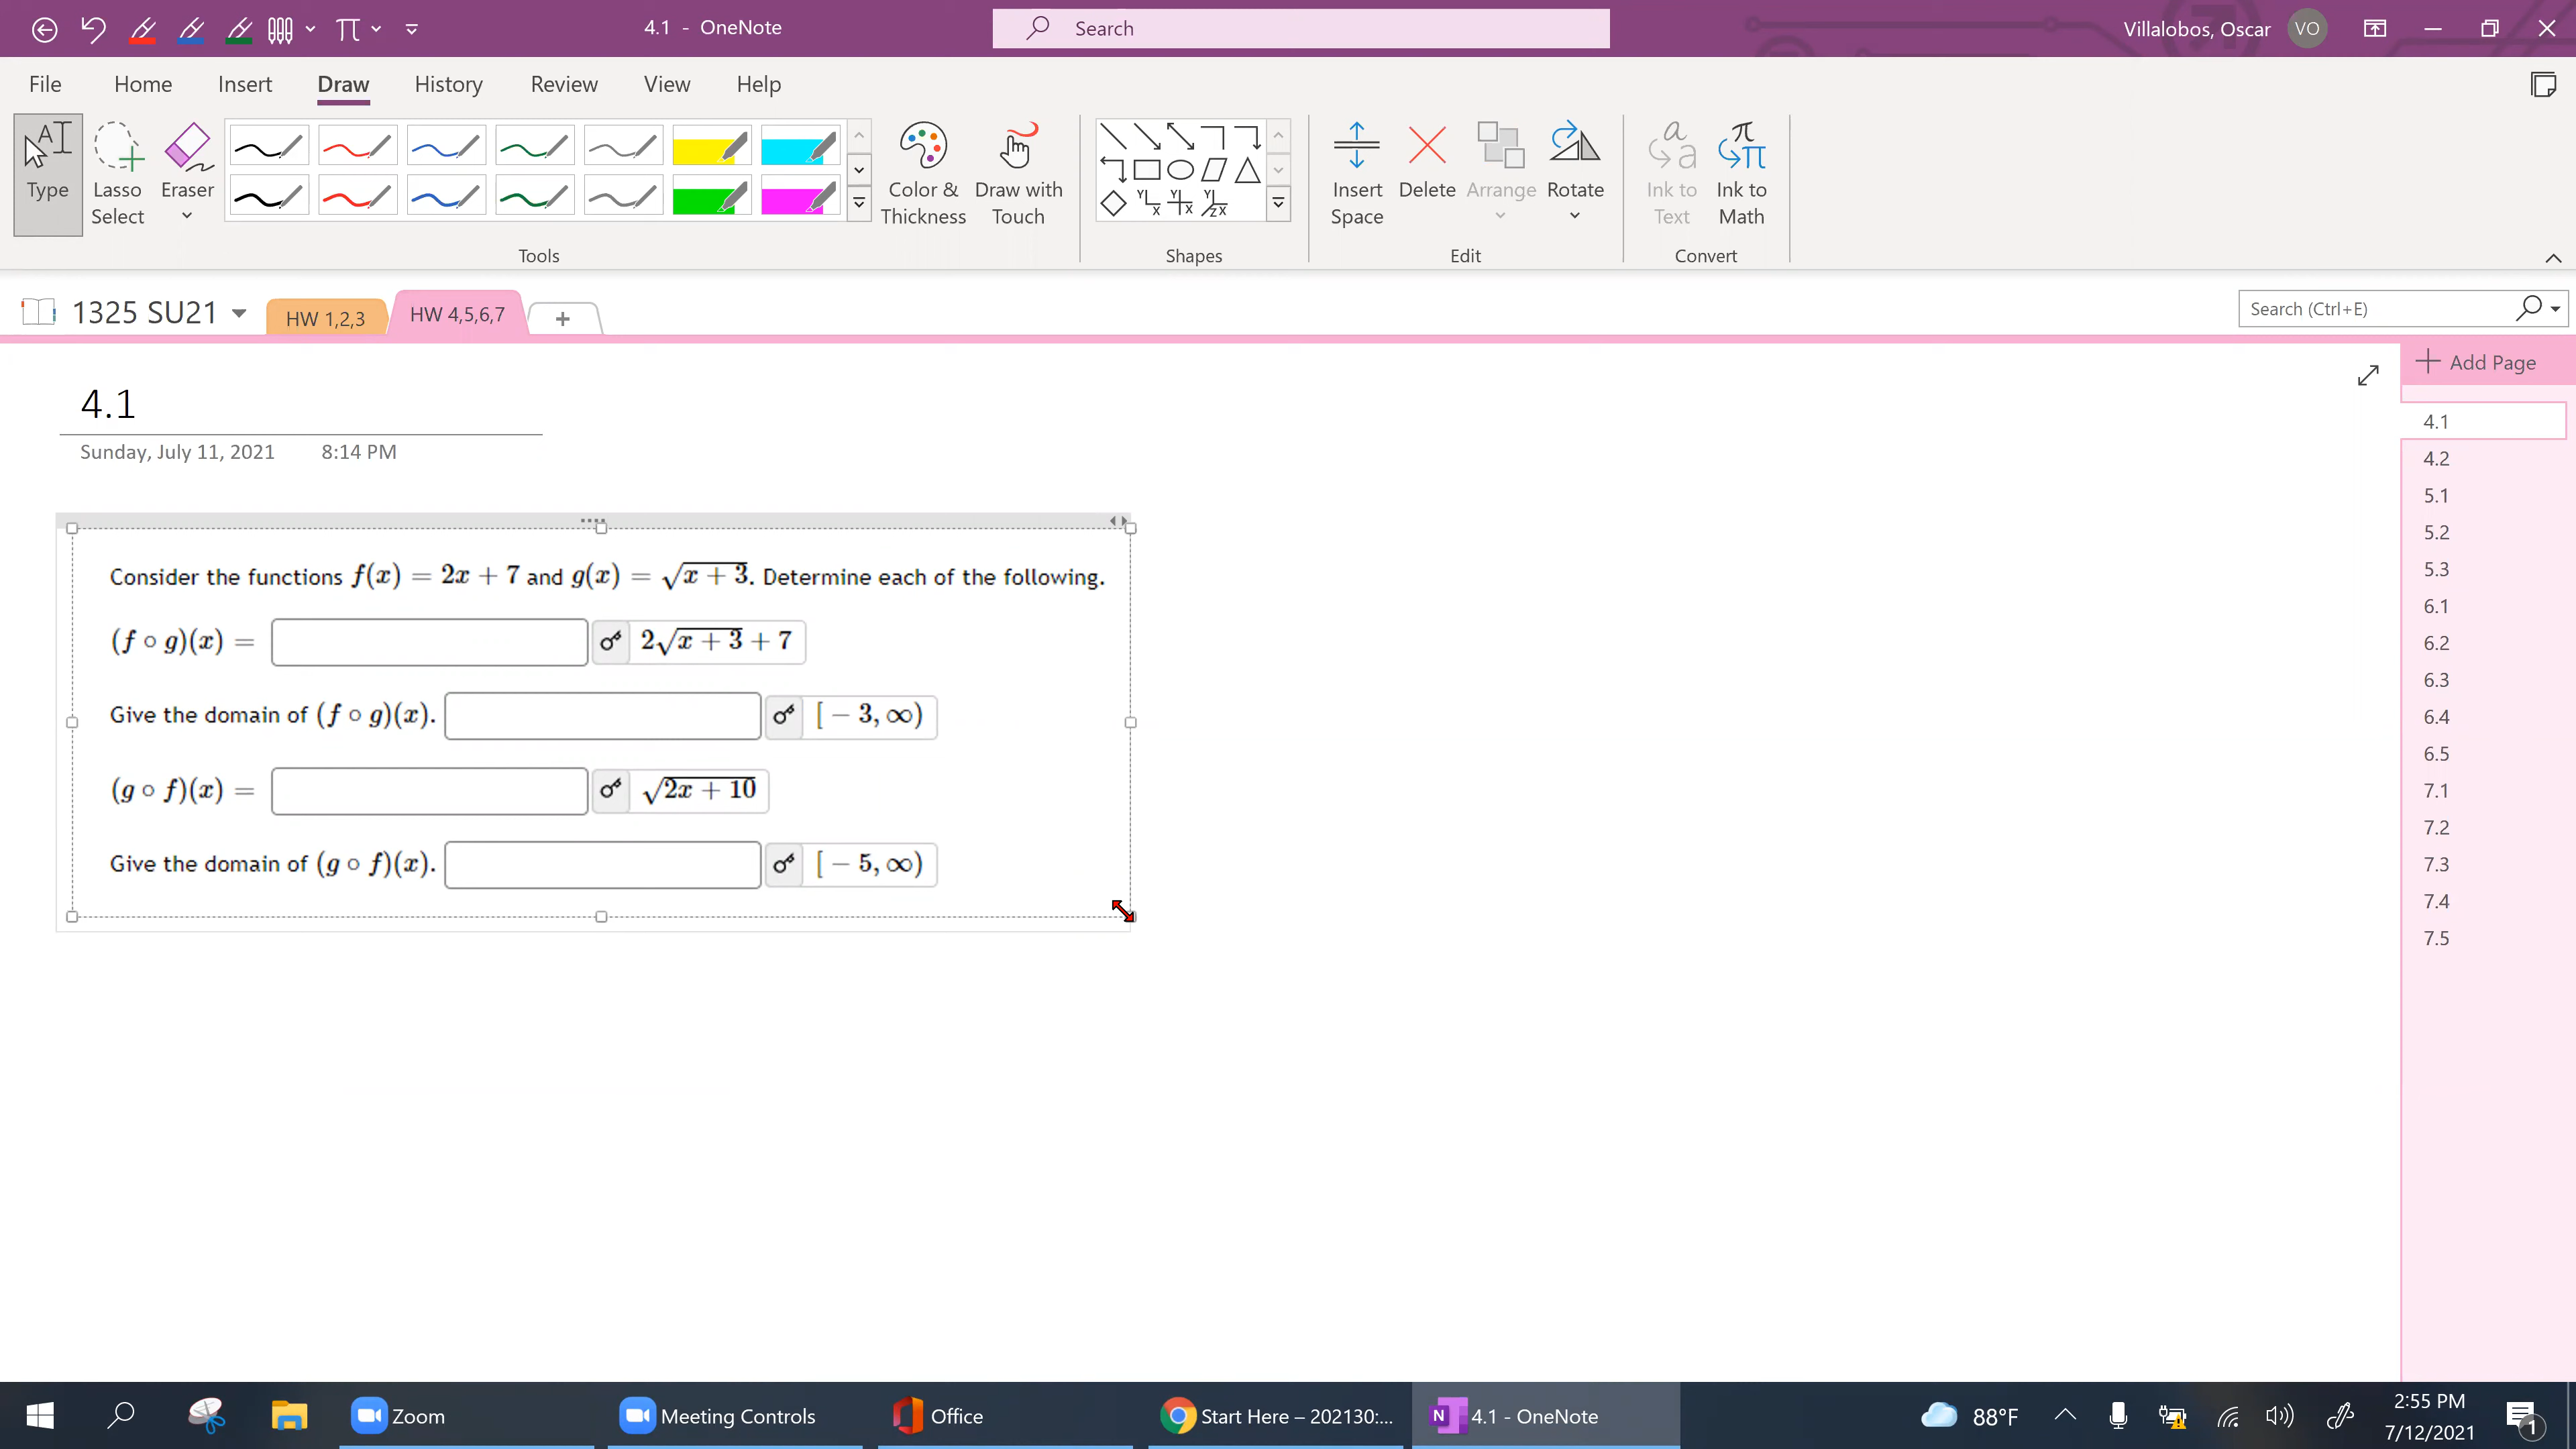 4.1 - OneNote
Search
Villalobos, Oscar
VO
File Home Insert Draw History Review View Help
Type
Lasso Select
Eraser
Color & Thickness
Draw with Touch
Insert Space
Delete
Arrange
Rotate
Ink to Text
Ink to Math
Tools
Shapes
Edit
Convert
1325 SU21
HW 1,2,3
HW 4,5,6,7
Search (Ctrl+E)
Add Page
4.1
Sunday, July 11, 2021 8:14 PM
Consider the functions f(x) = 2x + 7 and g(x) = √(x + 3). Determine each of the following.
(f ∘ g)(x) = 2√(x + 3) + 7
Give the domain of (f ∘ g)(x). [ − 3, ∞)
(g ∘ f)(x) = √(2x + 10)
Give the domain of (g ∘ f)(x). [ − 5, ∞)
4.1
4.2
5.1
5.2
5.3
6.1
6.2
6.3
6.4
6.5
7.1
7.2
7.3
7.4
7.5
Zoom
Meeting Controls
Office
Start Here – 202130:...
4.1 - OneNote
88°F
2:55 PM
7/12/2021
1